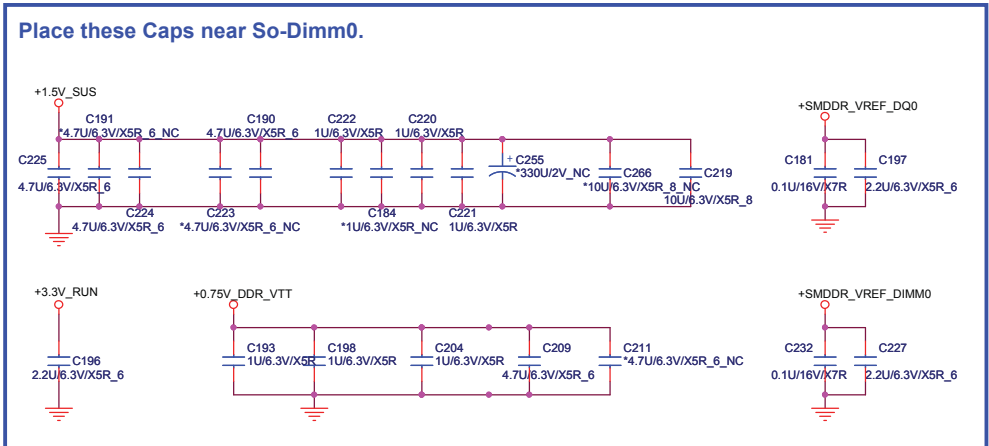 Place these Caps near So-Dimm0.
+1.5V_SUS
C191
*4.7U/6.3V/X5R_6_NC
C190
4.7U/6.3V/X5R_6
C222
1U/6.3V/X5R
C220
1U/6.3V/X5R
C225
4.7U/6.3V/X5R_6
C224
4.7U/6.3V/X5R_6
C223
*4.7U/6.3V/X5R_6_NC
C184
*1U/6.3V/X5R_NC
C221
1U/6.3V/X5R
+
C255
*330U/2V_NC
C266
*10U/6.3V/X5R_8_NC
C219
10U/6.3V/X5R_8
+SMDDR_VREF_DQ0
C181
0.1U/16V/X7R
C197
2.2U/6.3V/X5R_6
+3.3V_RUN
C196
2.2U/6.3V/X5R_6
+0.75V_DDR_VTT
C193
1U/6.3V/X5R
C198
1U/6.3V/X5R
C204
1U/6.3V/X5R
C209
4.7U/6.3V/X5R_6
C211
*4.7U/6.3V/X5R_6_NC
+SMDDR_VREF_DIMM0
C232
0.1U/16V/X7R
C227
2.2U/6.3V/X5R_6